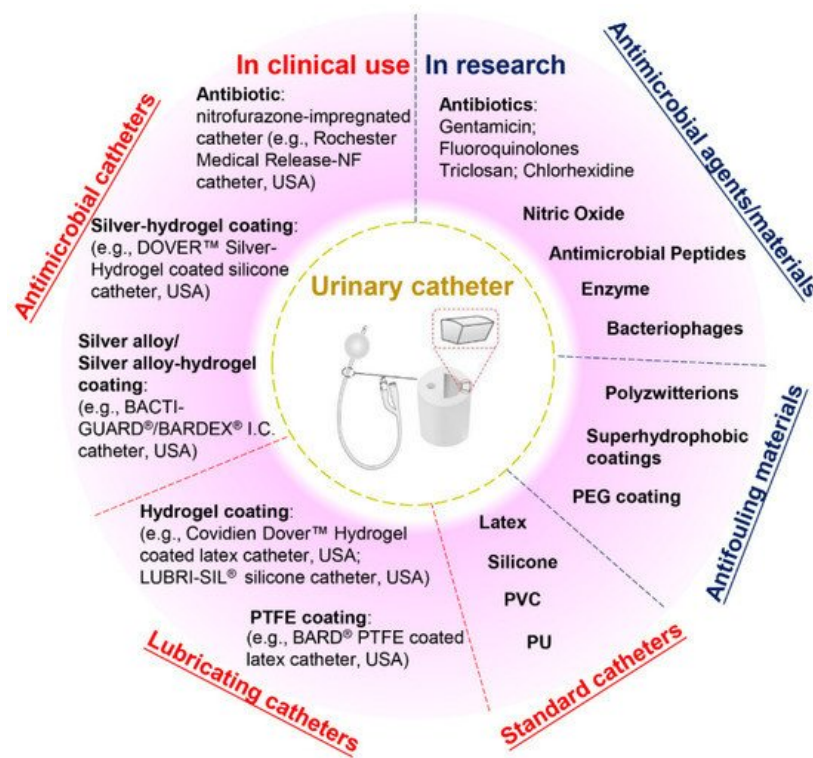 In clinical use
In research
Antimicrobial catheters
Antibiotic:
nitrofurazone-impregnated
catheter (e.g., Rochester
Medical Release-NF
catheter, USA)
Silver-hydrogel coating:
(e.g., DOVER™ Silver-
Hydrogel coated silicone
catheter, USA)
Silver alloy/
Silver alloy-hydrogel
coating:
(e.g., BACTI-
GUARD®/BARDEX® I.C.
catheter, USA)
Antimicrobial agents/materials
Antibiotics:
Gentamicin;
Fluoroquinolones
Triclosan; Chlorhexidine
Nitric Oxide
Antimicrobial Peptides
Enzyme
Bacteriophages
Urinary catheter
Antifouling materials
Polyzwitterions
Superhydrophobic
coatings
PEG coating
Lubricating catheters
Hydrogel coating:
(e.g., Covidien Dover™ Hydrogel
coated latex catheter, USA;
LUBRI-SIL® silicone catheter, USA)
PTFE coating:
(e.g., BARD® PTFE coated
latex catheter, USA)
Standard catheters
Latex
Silicone
PVC
PU